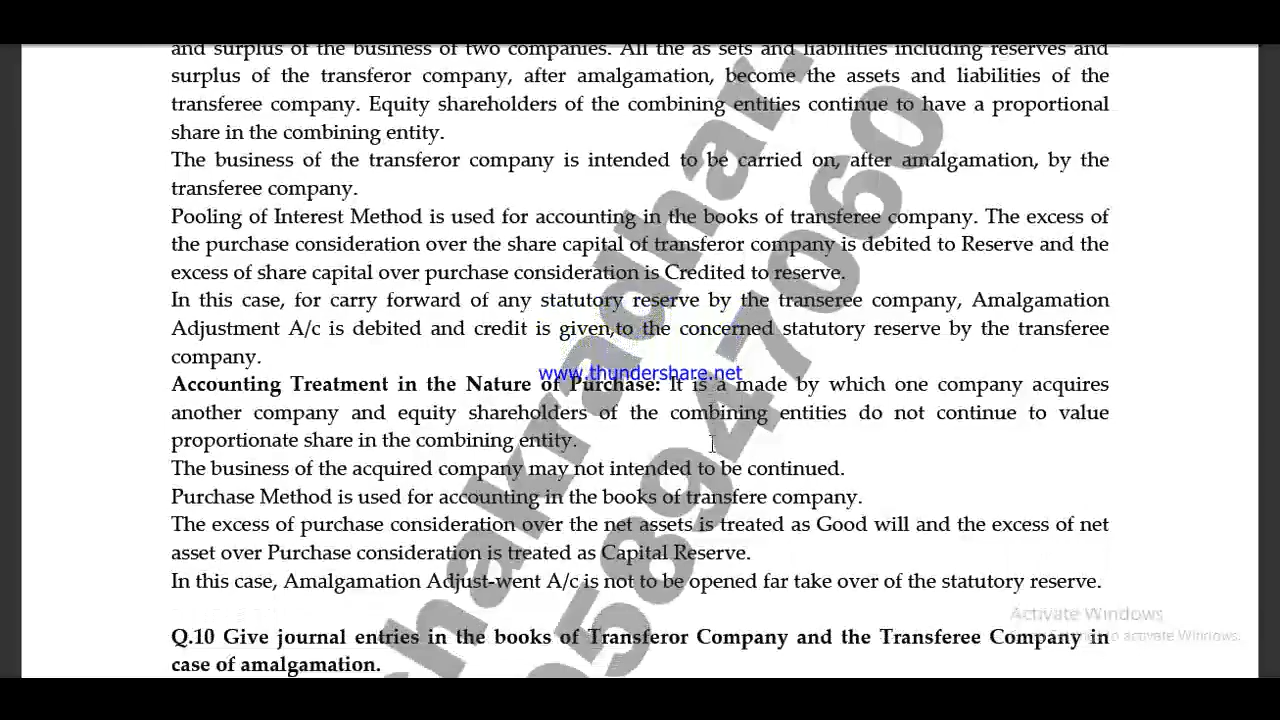 and surplus of the business of two companies. All the as sets and liabilities including reserves and
surplus of the transferor company, after amalgamation, become the assets and liabilities of the
transferee company. Equity shareholders of the combining entities continue to have a proportional
share in the combining entity.
The business of the transferor company is intended to be carried on, after amalgamation, by the
transferee company.
Pooling of Interest Method is used for accounting in the books of transferee company. The excess of
the purchase consideration over the share capital of transferor company is debited to Reserve and the
excess of share capital over purchase consideration is Credited to reserve.
In this case, for carry forward of any statutory reserve by the transeree company, Amalgamation
Adjustment A/c is debited and credit is given,to the concerned statutory reserve by the transferee
company.
www.thundershare.net
Accounting Treatment in the Nature of Purchase: It is a made by which one company acquires
another company and equity shareholders of the combining entities do not continue to value
proportionate share in the combining entity.
The business of the acquired company may not intended to be continued.
Purchase Method is used for accounting in the books of transfere company.
The excess of purchase consideration over the net assets is treated as Good will and the excess of net
asset over Purchase consideration is treated as Capital Reserve.
In this case, Amalgamation Adjust-went A/c is not to be opened far take over of the statutory reserve.
Activate Windows
to activate Windows.
Q.10 Give journal entries in the books of Transferor Company and the Transferee Company in
case of amalgamation.
hakradhar.
958947060